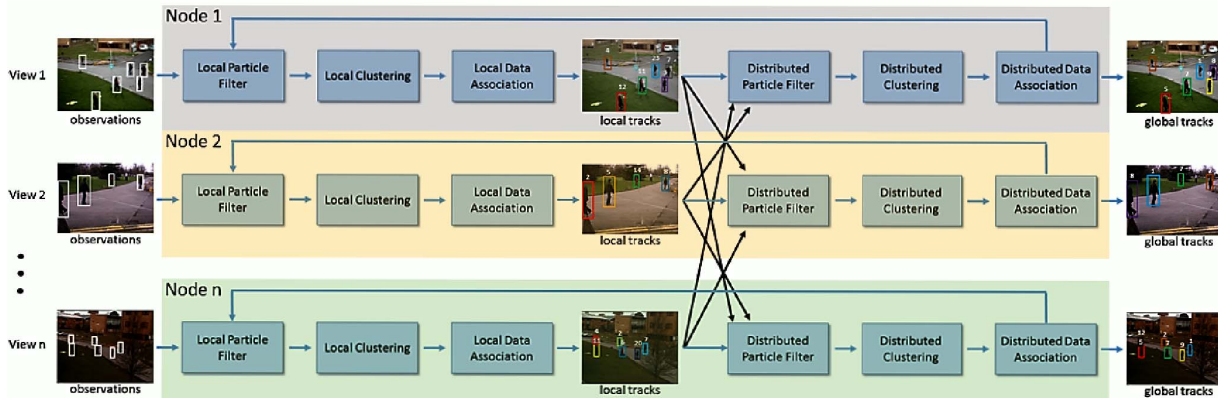 Node 1
View 1
observations
Local Particle
Filter
Local Clustering
Local Data
Association
local tracks
Distributed
Particle Filter
Distributed
Clustering
Distributed Data
Association
global tracks
Node 2
View 2
observations
Local Particle
Filter
Local Clustering
Local Data
Association
local tracks
Distributed
Particle Filter
Distributed
Clustering
Distributed Data
Association
global tracks
Node n
View n
observations
Local Particle
Filter
Local Clustering
Local Data
Association
local tracks
Distributed
Particle Filter
Distributed
Clustering
Distributed Data
Association
global tracks